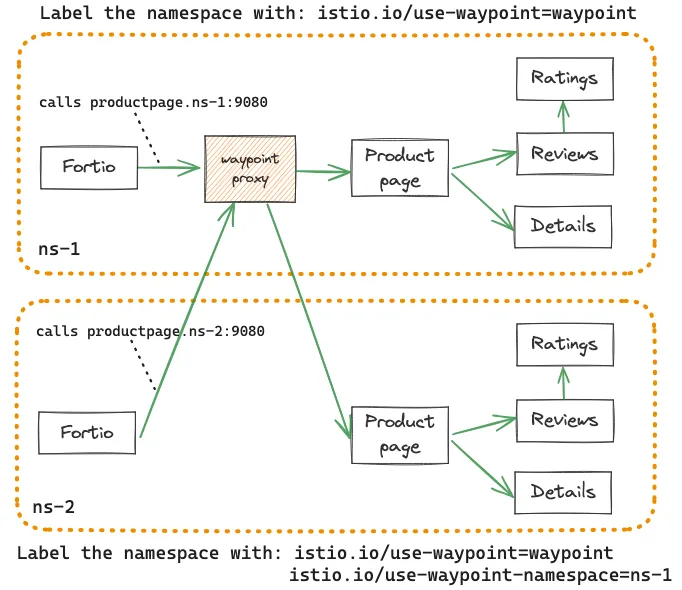 Label the namespace with: istio.io/use-waypoint=waypoint
Ratings
calls productpage.ns-1:9080
Fortio
waypoint
proxy
Product
page
Reviews
Details
ns-1
calls productpage.ns-2:9080
Ratings
Fortio
Product
page
Reviews
Details
ns-2
Label the namespace with: istio.io/use-waypoint=waypoint
istio.io/use-waypoint-namespace=ns-1